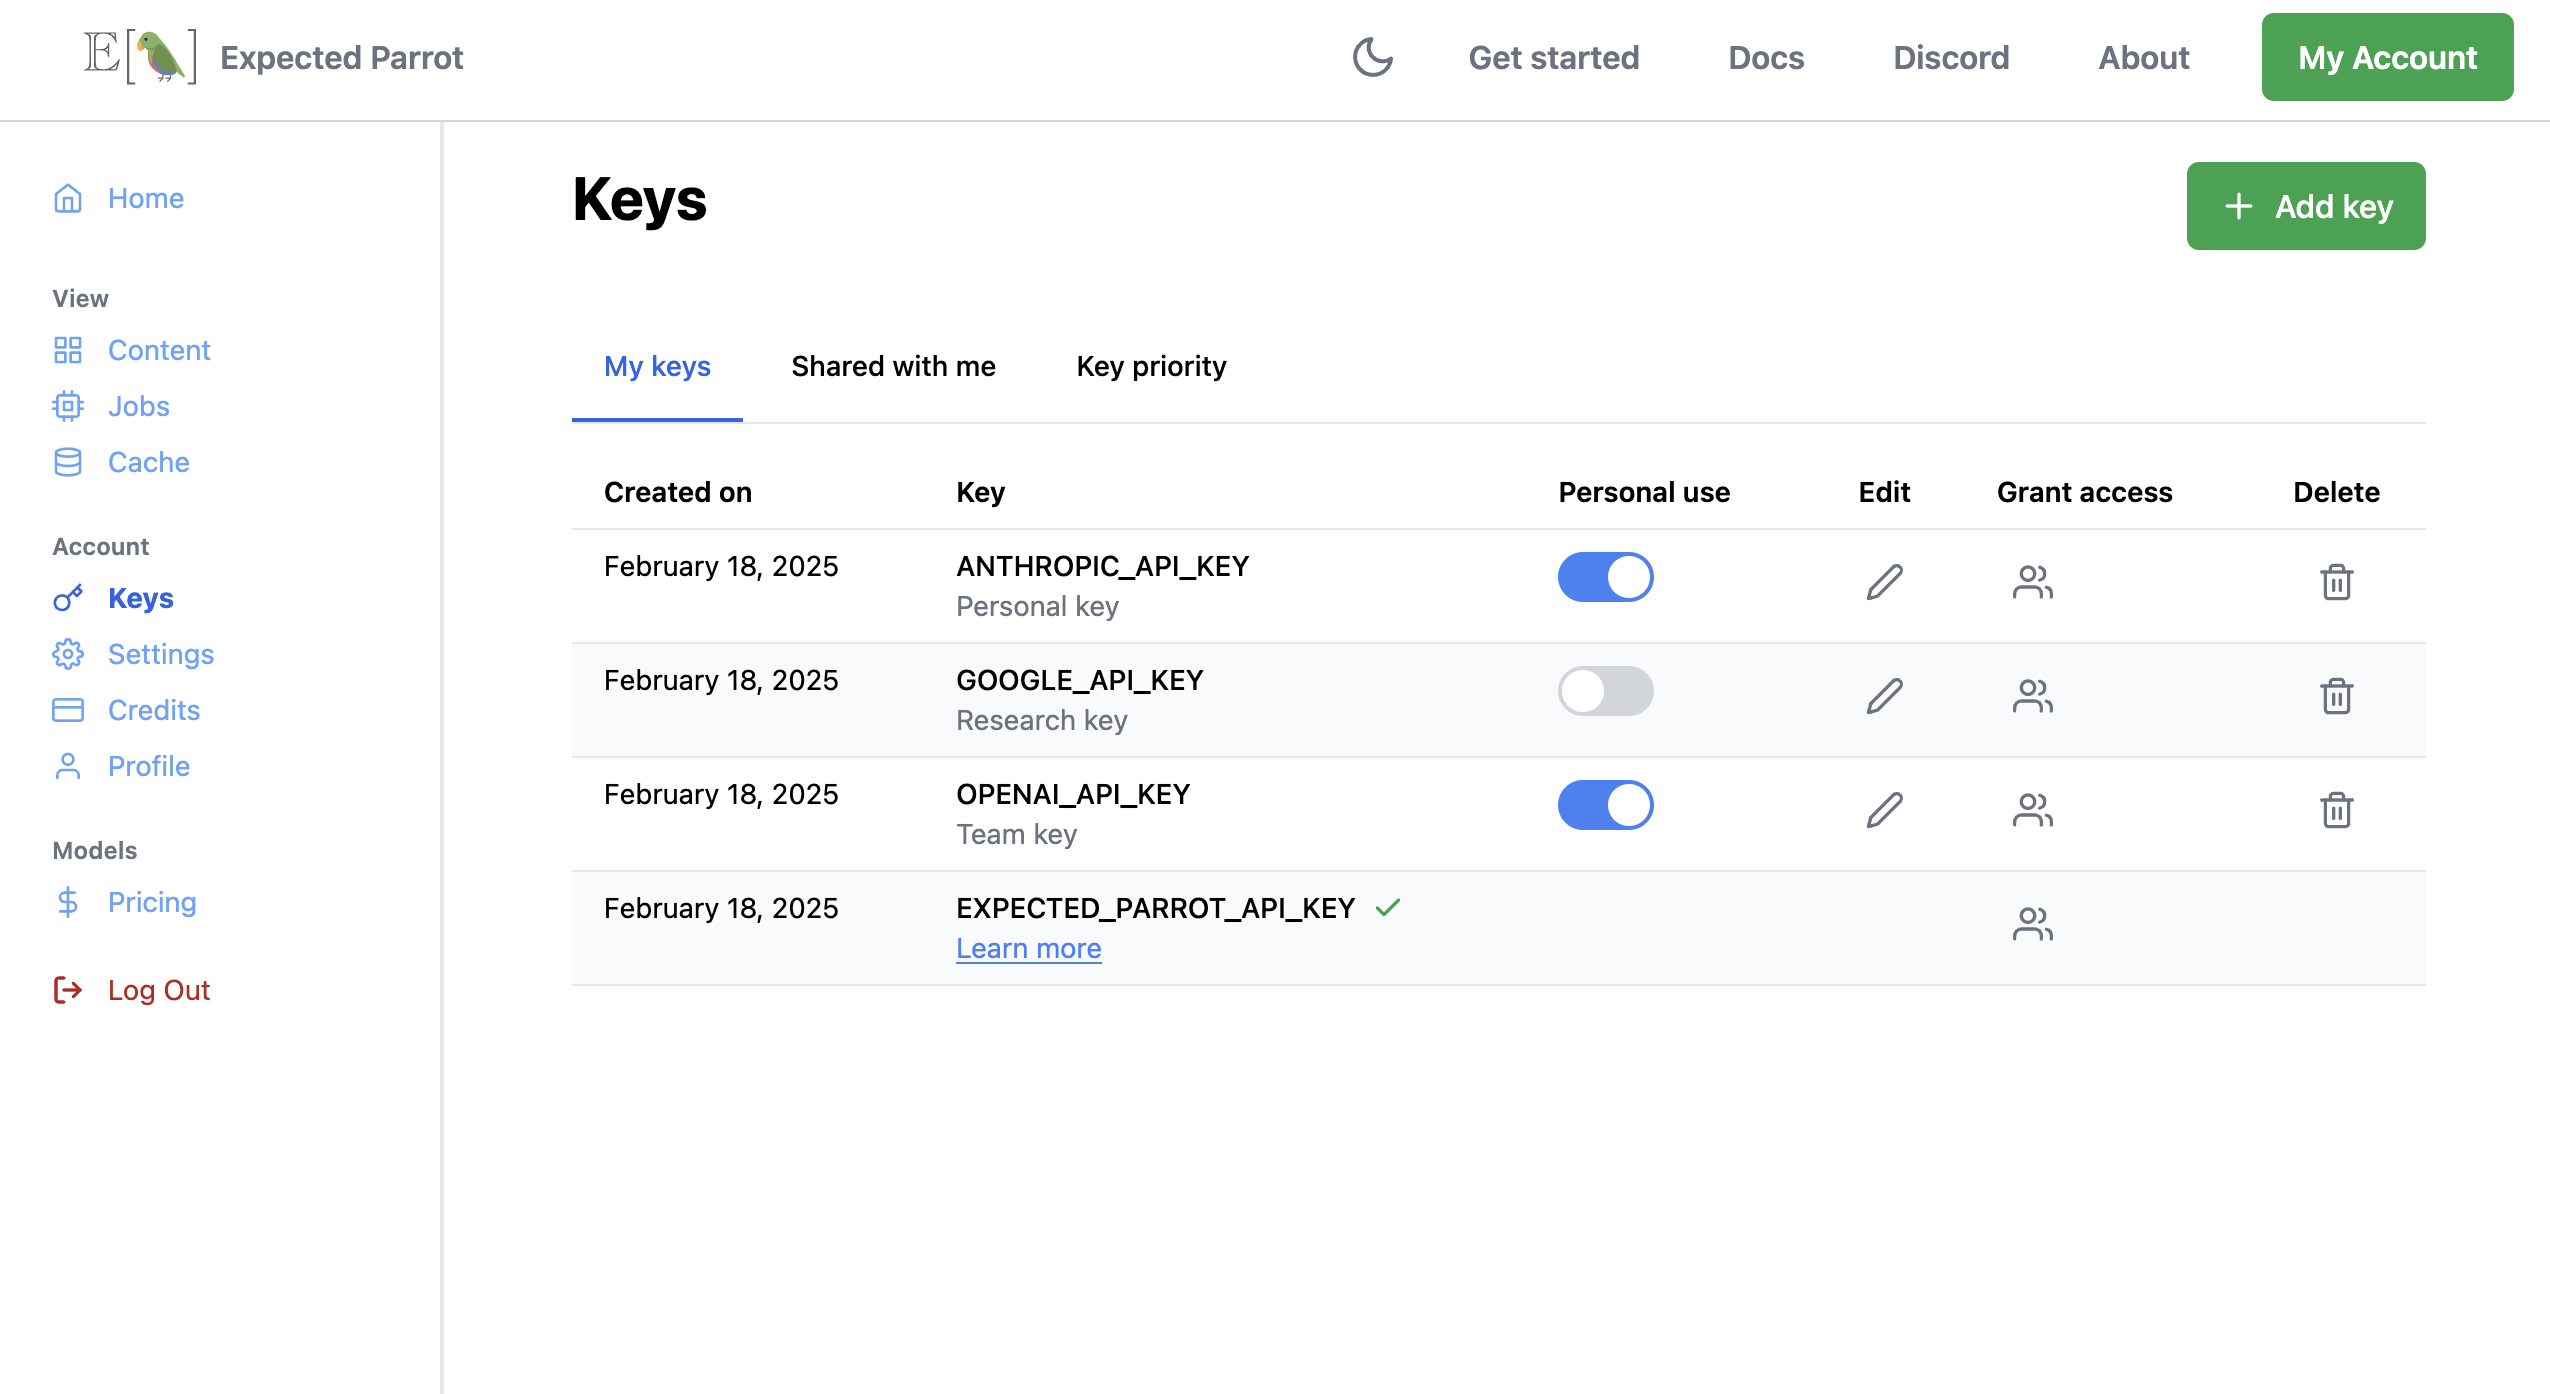 E[ ] Expected Parrot
Get started
Docs
Discord
About
My Account
Home
View
Content
Jobs
Cache
Account
Keys
Settings
Credits
Profile
Models
Pricing
Log Out
Keys
Add key
My keys
Shared with me
Key priority
Created on Key Personal use Edit Grant access Delete
February 18, 2025 ANTHROPIC_API_KEY
Personal key
February 18, 2025 GOOGLE_API_KEY
Research key
February 18, 2025 OPENAI_API_KEY
Team key
February 18, 2025 EXPECTED_PARROT_API_KEY
Learn more